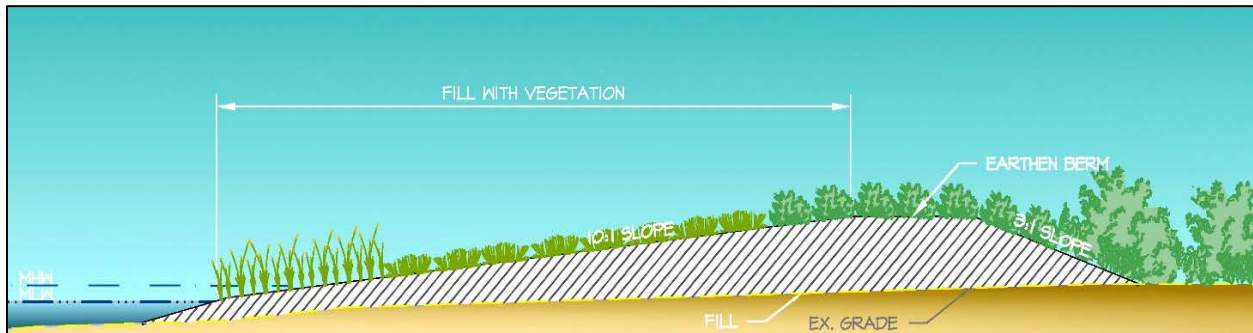 FILL WITH VEGETATION
EARTHEN BERM
10:1 SLOPE
3:1 SLOPE
MHW
MLW
FILL
EX. GRADE